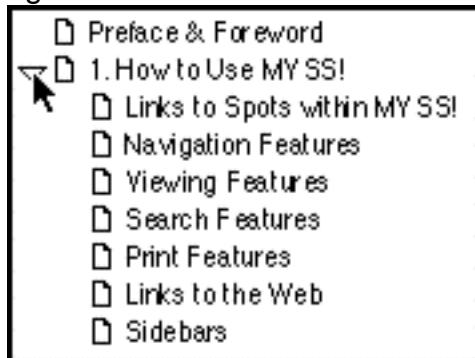 Preface & Foreword
1. How to Use MY SS!
Links to Spots within MY SS!
Navigation Features
Viewing Features
Search Features
Print Features
Links to the Web
Sidebars